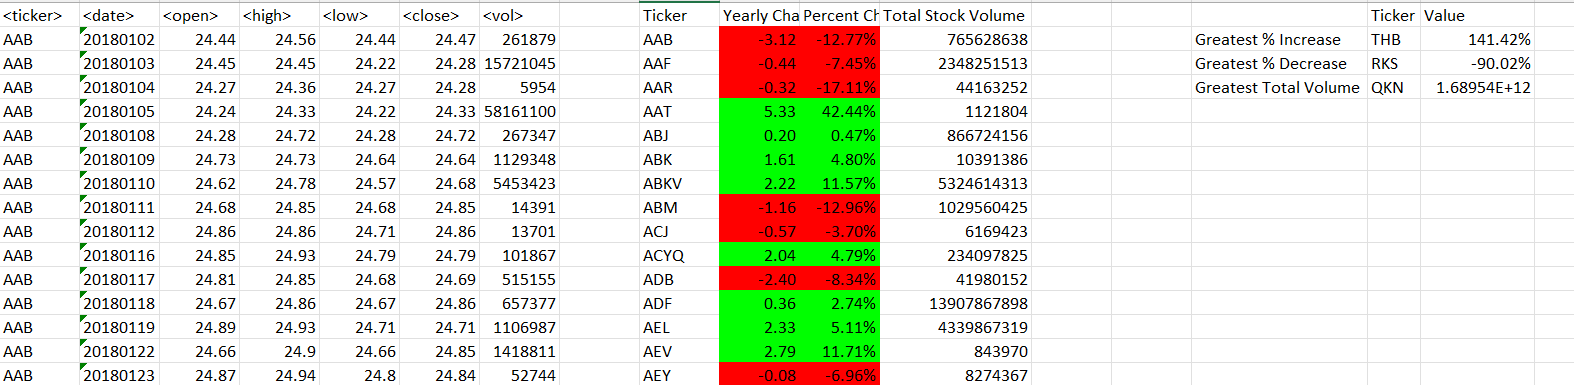 <ticker> <date> <open> <high> <low> <close> <vol> Ticker Yearly Cha Percent Ch Total Stock Volume Ticker Value
AAB 20180102 24.44 24.56 24.44 24.47 261879 AAB -3.12 -12.77% 765628638 Greatest % Increase THB 141.42%
AAB 20180103 24.45 24.45 24.22 24.28 15721045 AAF -0.44 -7.45% 2348251513 Greatest % Decrease RKS -90.02%
AAB 20180104 24.27 24.36 24.27 24.28 5954 AAR -0.32 -17.11% 44163252 Greatest Total Volume QKN 1.68954E+12
AAB 20180105 24.24 24.33 24.22 24.33 58161100 AAT 5.33 42.44% 1121804
AAB 20180108 24.28 24.72 24.28 24.72 267347 ABJ 0.20 0.47% 866724156
AAB 20180109 24.73 24.73 24.64 24.64 1129348 ABK 1.61 4.80% 10391386
AAB 20180110 24.62 24.78 24.57 24.68 5453423 ABKV 2.22 11.57% 5324614313
AAB 20180111 24.68 24.85 24.68 24.85 14391 ABM -1.16 -12.96% 1029560425
AAB 20180112 24.86 24.86 24.71 24.86 13701 ACJ -0.57 -3.70% 6169423
AAB 20180116 24.85 24.93 24.79 24.79 101867 ACYQ 2.04 4.79% 234097825
AAB 20180117 24.81 24.85 24.68 24.69 515155 ADB -2.40 -8.34% 41980152
AAB 20180118 24.67 24.86 24.67 24.86 657377 ADF 0.36 2.74% 13907867898
AAB 20180119 24.89 24.93 24.71 24.71 1106987 AEL 2.33 5.11% 4339867319
AAB 20180122 24.66 24.9 24.66 24.85 1418811 AEV 2.79 11.71% 843970
AAB 20180123 24.87 24.94 24.8 24.84 52744 AEY -0.08 -6.96% 8274367